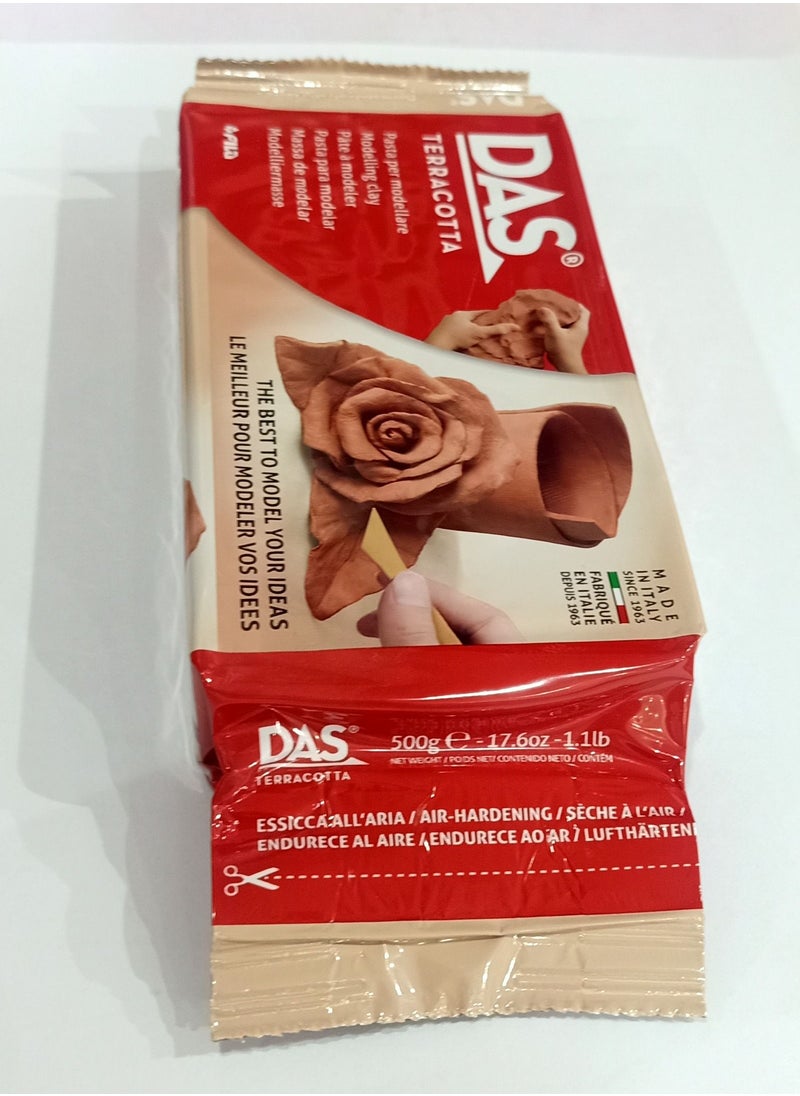 DAS®
TERRACOTTA
Pasta per modellare
Modelling clay
Pâte à modeler
Pasta para modelar
Massa de modelar
Modelliermasse
THE BEST TO MODEL YOUR IDEAS
LE MEILLEUR POUR MODELER VOS IDEES
MADE
IN ITALY
SINCE 1963
FABRIQUÉ
EN ITALIE
DEPUIS 1963
DAS®
TERRACOTTA
500g e - 17.6oz -1.1lb
NET WEIGHT / POIDS NET/ CONTENIDO NETO / CONTÉM
ESSICCA ALL'ARIA / AIR-HARDENING / SÈCHE À L'AIR /
ENDURECE AL AIRE / ENDURECE AO AR / LUFTHÄRTEN